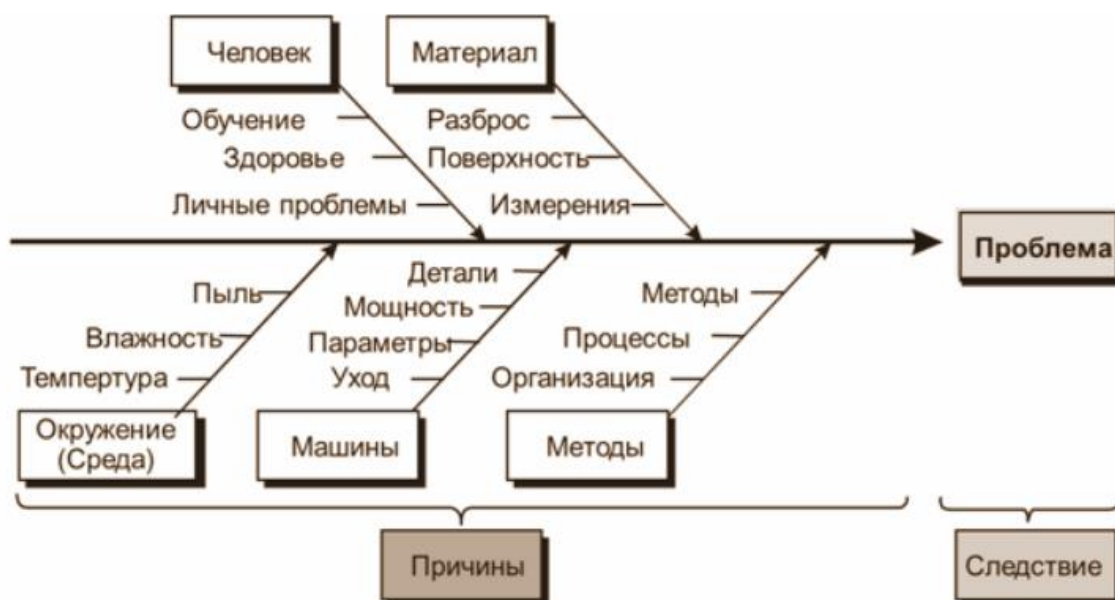 Человек
Материал
Обучение
Здоровье
Личные проблемы
Разброс
Поверхность
Измерения
Проблема
Пыль
Влажность
Темпертура
Детали
Мощность
Параметры
Уход
Методы
Процессы
Организация
Окружение
(Среда)
Машины
Методы
Причины
Следствие